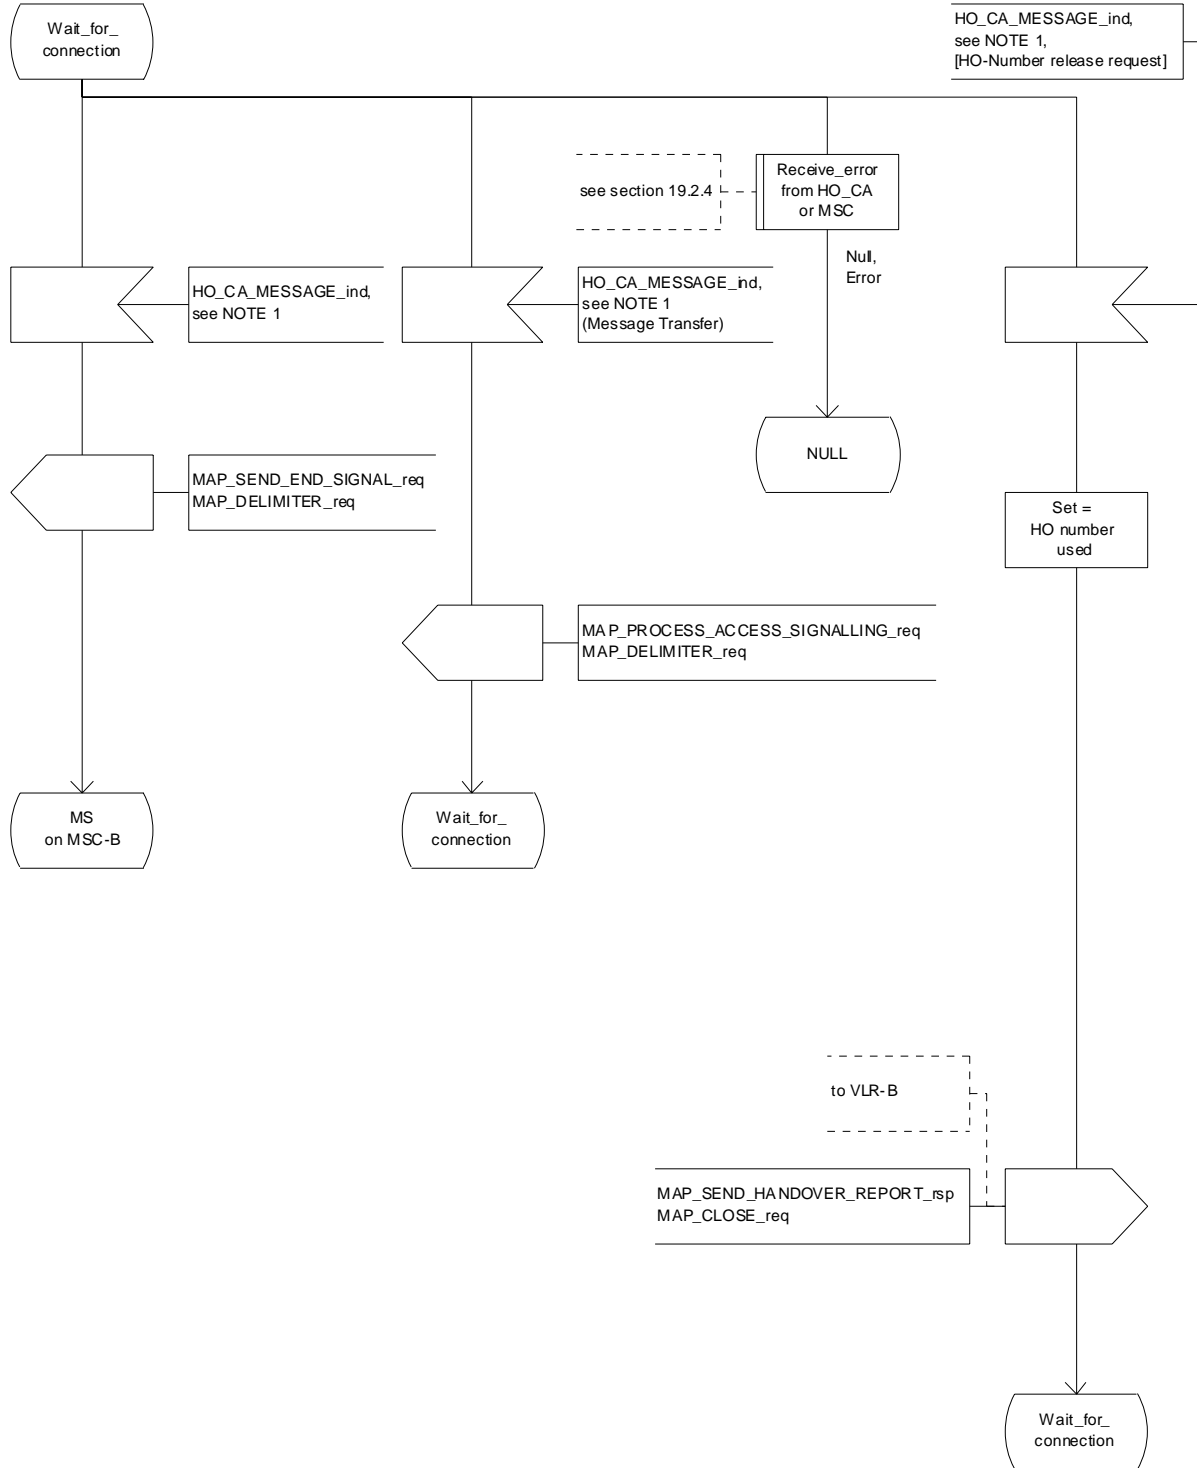 Wait_for_
connection
HO_CA_MESSAGE_ind,
see NOTE 1,
[HO-Number release request]
see section 19.2.4
Receive_error
from HO_CA
or MSC
Null,
Error
HO_CA_MESSAGE_ind,
see NOTE 1
HO_CA_MESSAGE_ind,
see NOTE 1
(Message Transfer)
NULL
MAP_SEND_END_SIGNAL_req
MAP_DELIMITER_req
Set =
HO number
used
MAP_PROCESS_ACCESS_SIGNALLING_req
MAP_DELIMITER_req
MS
on MSC-B
Wait_for_
connection
to VLR-B
MAP_SEND_HANDOVER_REPORT_rsp
MAP_CLOSE_req
Wait_for_
connection